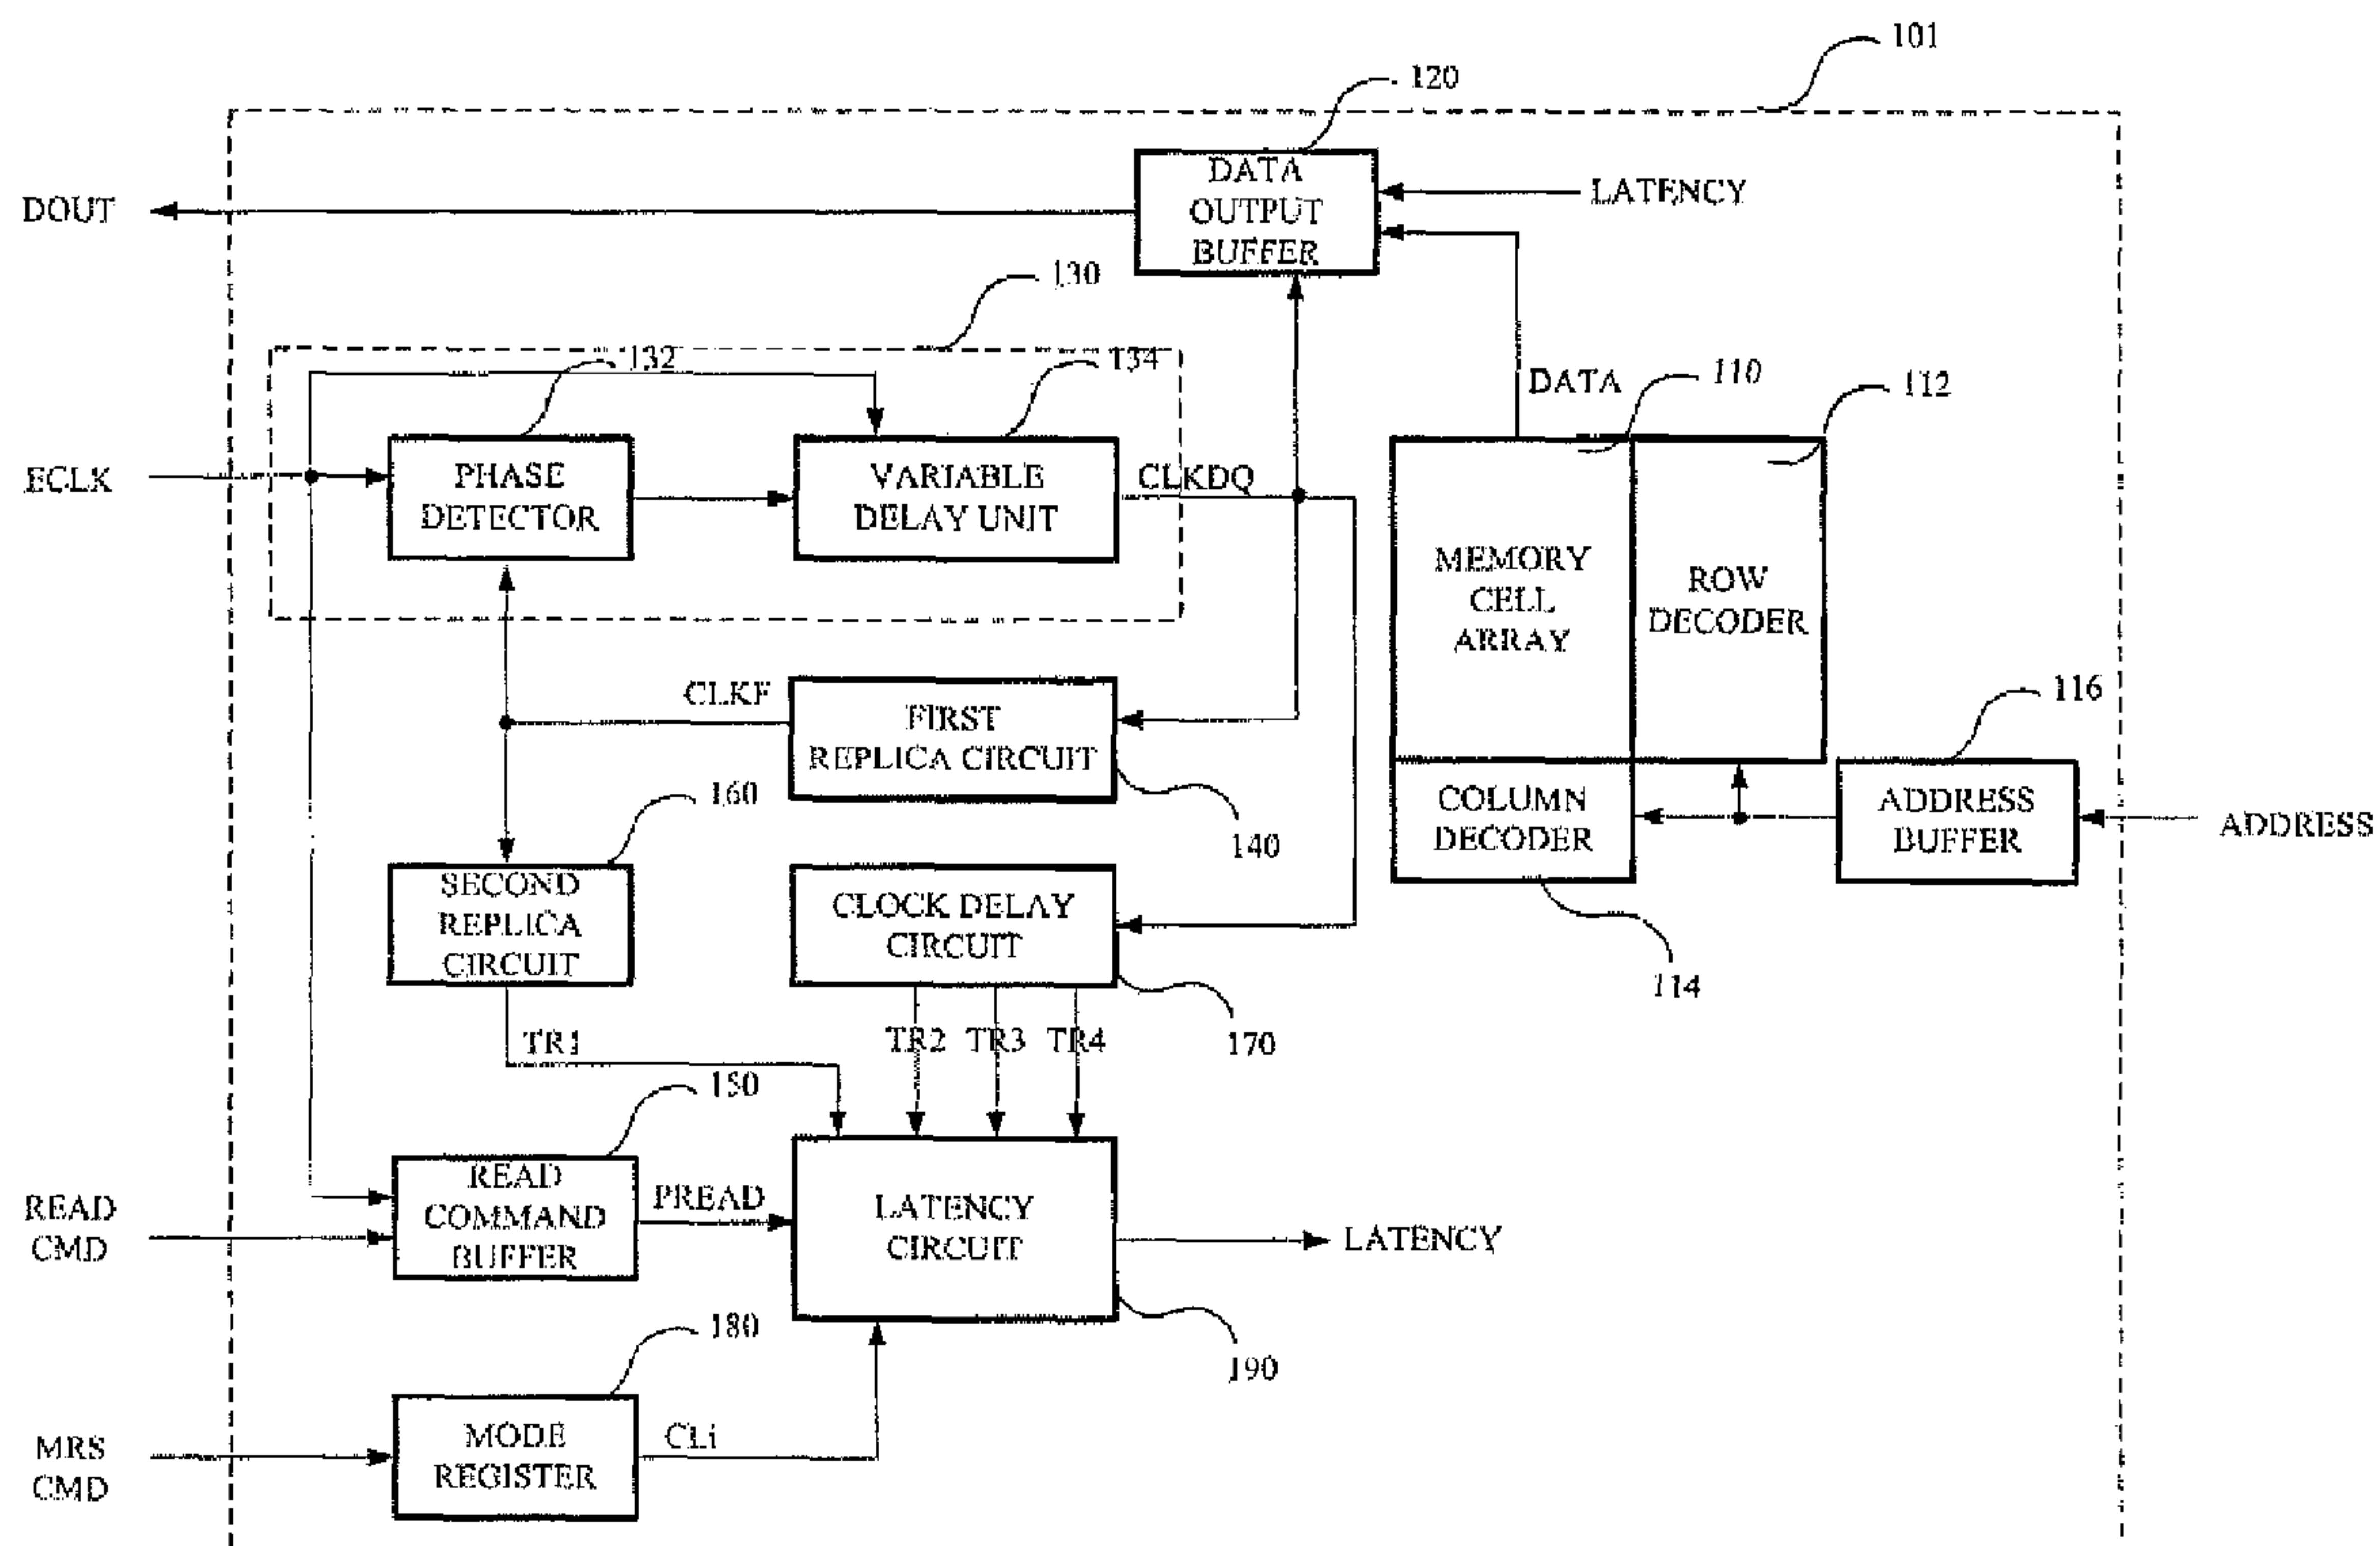 101
120
DATA
OUTPUT
BUFFER
LATENCY
DOUT
130
132
134
DATA
110
112
ECLK
PHASE
DETECTOR
VARIABLE
DELAY UNIT
CLKDQ
MEMORY
CELL
ARRAY
ROW
DECODER
CLKF
FIRST
REPLICA CIRCUIT
116
160
140
COLUMN
DECODER
ADDRESS
BUFFER
ADDRESS
SECOND
REPLICA
CIRCUIT
CLOCK DELAY
CIRCUIT
114
TR1
TR2 TR3 TR4
170
150
READ
CMD
READ
COMMAND
BUFFER
PREAD
LATENCY
CIRCUIT
LATENCY
180
190
MRS
CMD
MODE
REGISTER
CLi